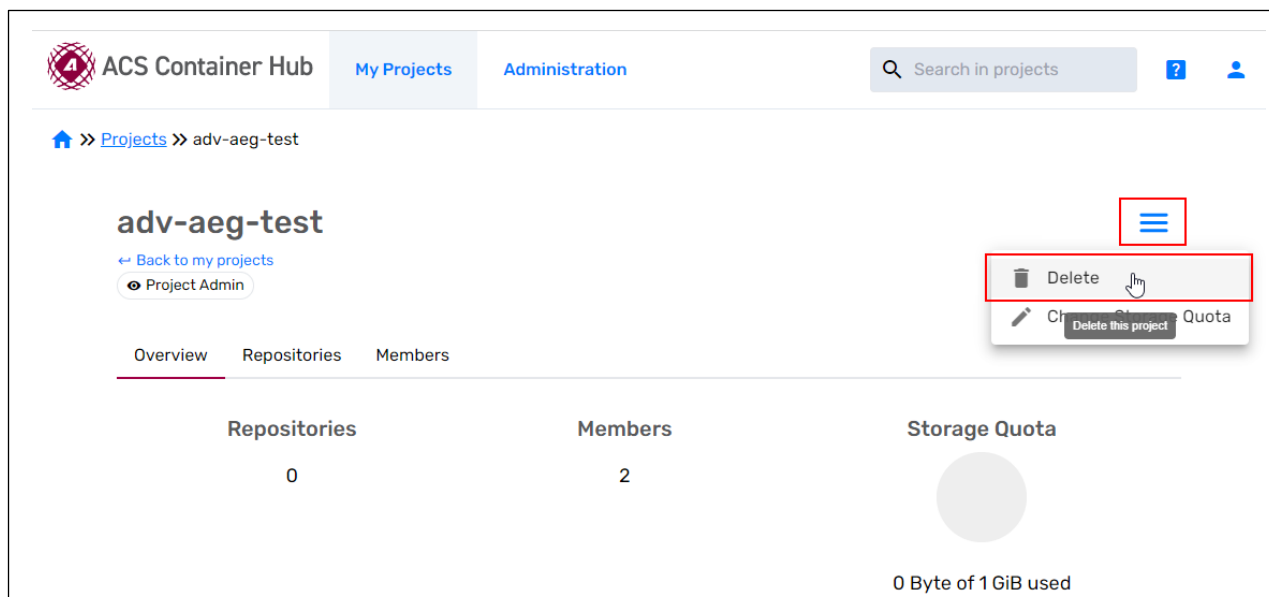 ACS Container Hub My Projects Administration Search in projects ?
» Projects » adv-aeg-test
adv-aeg-test
↩ Back to my projects
Project Admin
Delete
Change Storage Quota
Delete this project
Overview Repositories Members
Repositories Members Storage Quota
0 2
0 Byte of 1 GiB used